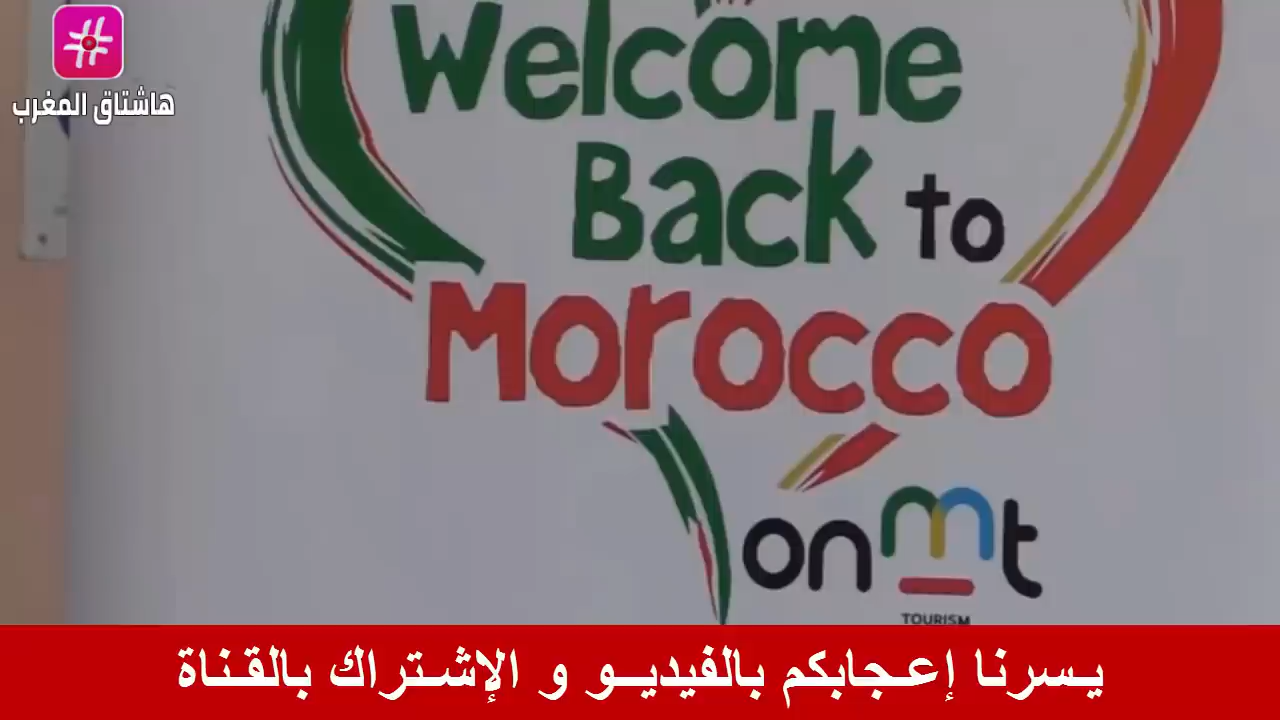 #
هاشتاق المغرب
Welcome
Back to
Morocco
onmt
TOURISM
يسرنا إعجابكم بالفيديو و الإشتراك بالقناة